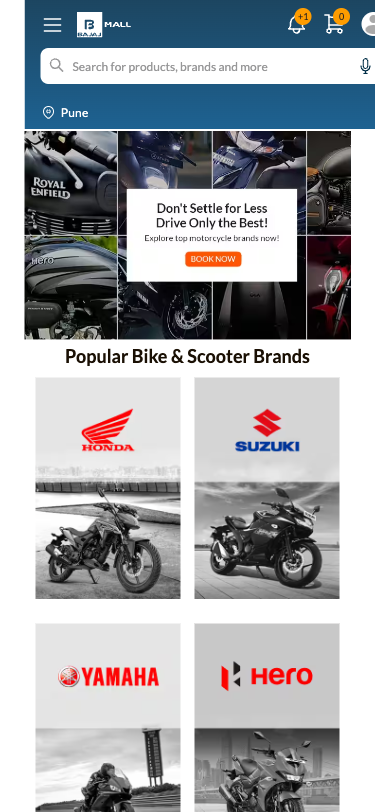 +1
0
BAJAJ MALL
Search for products, brands and more
Pune
ROYAL
ENFIELD
Hero
Don't Settle for Less
Drive Only the Best!
Explore top motorcycle brands now!
BOOK NOW
Popular Bike & Scooter Brands
HONDA
SUZUKI
YAMAHA
Hero